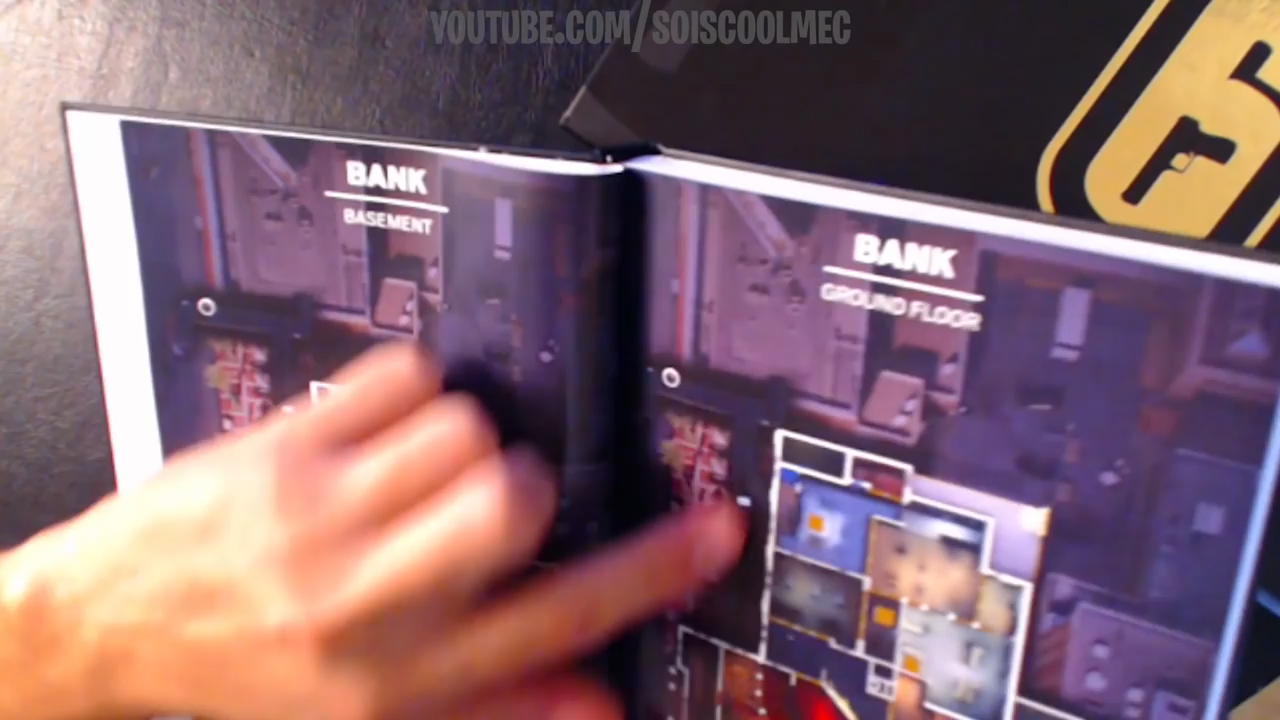 YOUTUBE.COM/SOISCOOLMEC
BANK
BASEMENT
BANK
GROUND FLOOR